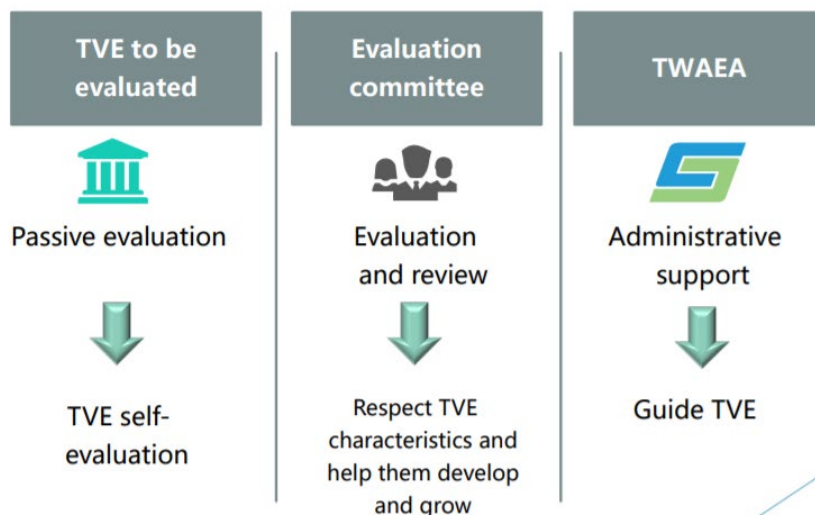 TVE to be
evaluated
Passive evaluation
TVE self-
evaluation
Evaluation
committee
Evaluation
and review
Respect TVE
characteristics and
help them develop
and grow
TWAEA
Administrative
support
Guide TVE